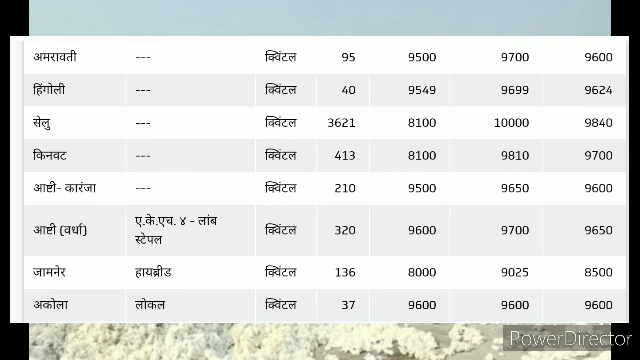 अमरावती --- क्विंटल 95 9500 9700 9600
हिंगोली --- क्विंटल 40 9549 9699 9624
सेलु --- क्विंटल 3621 8100 10000 9840
किनवट --- क्विंटल 413 8100 9810 9700
आष्टी- कारंजा --- क्विंटल 210 9500 9650 9600
आष्टी (वर्धा) ए.के.एच. ४ - लांब स्टेपल क्विंटल 320 9600 9700 9650
जामनेर हायब्रीड क्विंटल 136 8000 9025 8500
अकोला लोकल क्विंटल 37 9600 9600 9600
PowerDirector